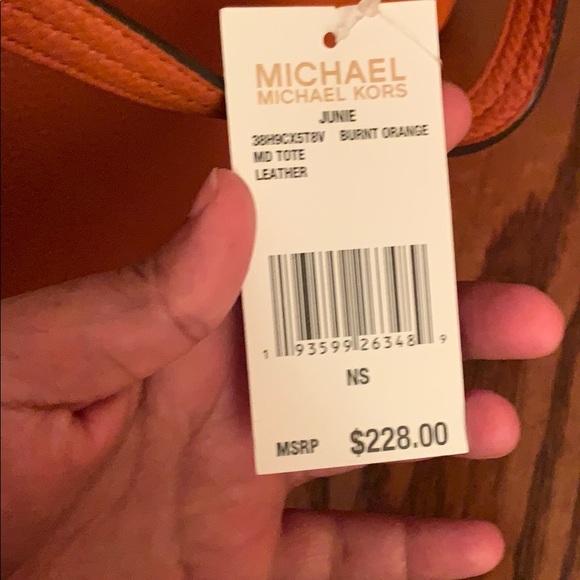 MICHAEL
MICHAEL KORS
JUNIE
38H9CX5T8V BURNT ORANGE
MD TOTE
LEATHER
1 93599 26348 9
NS
MSRP $228.00